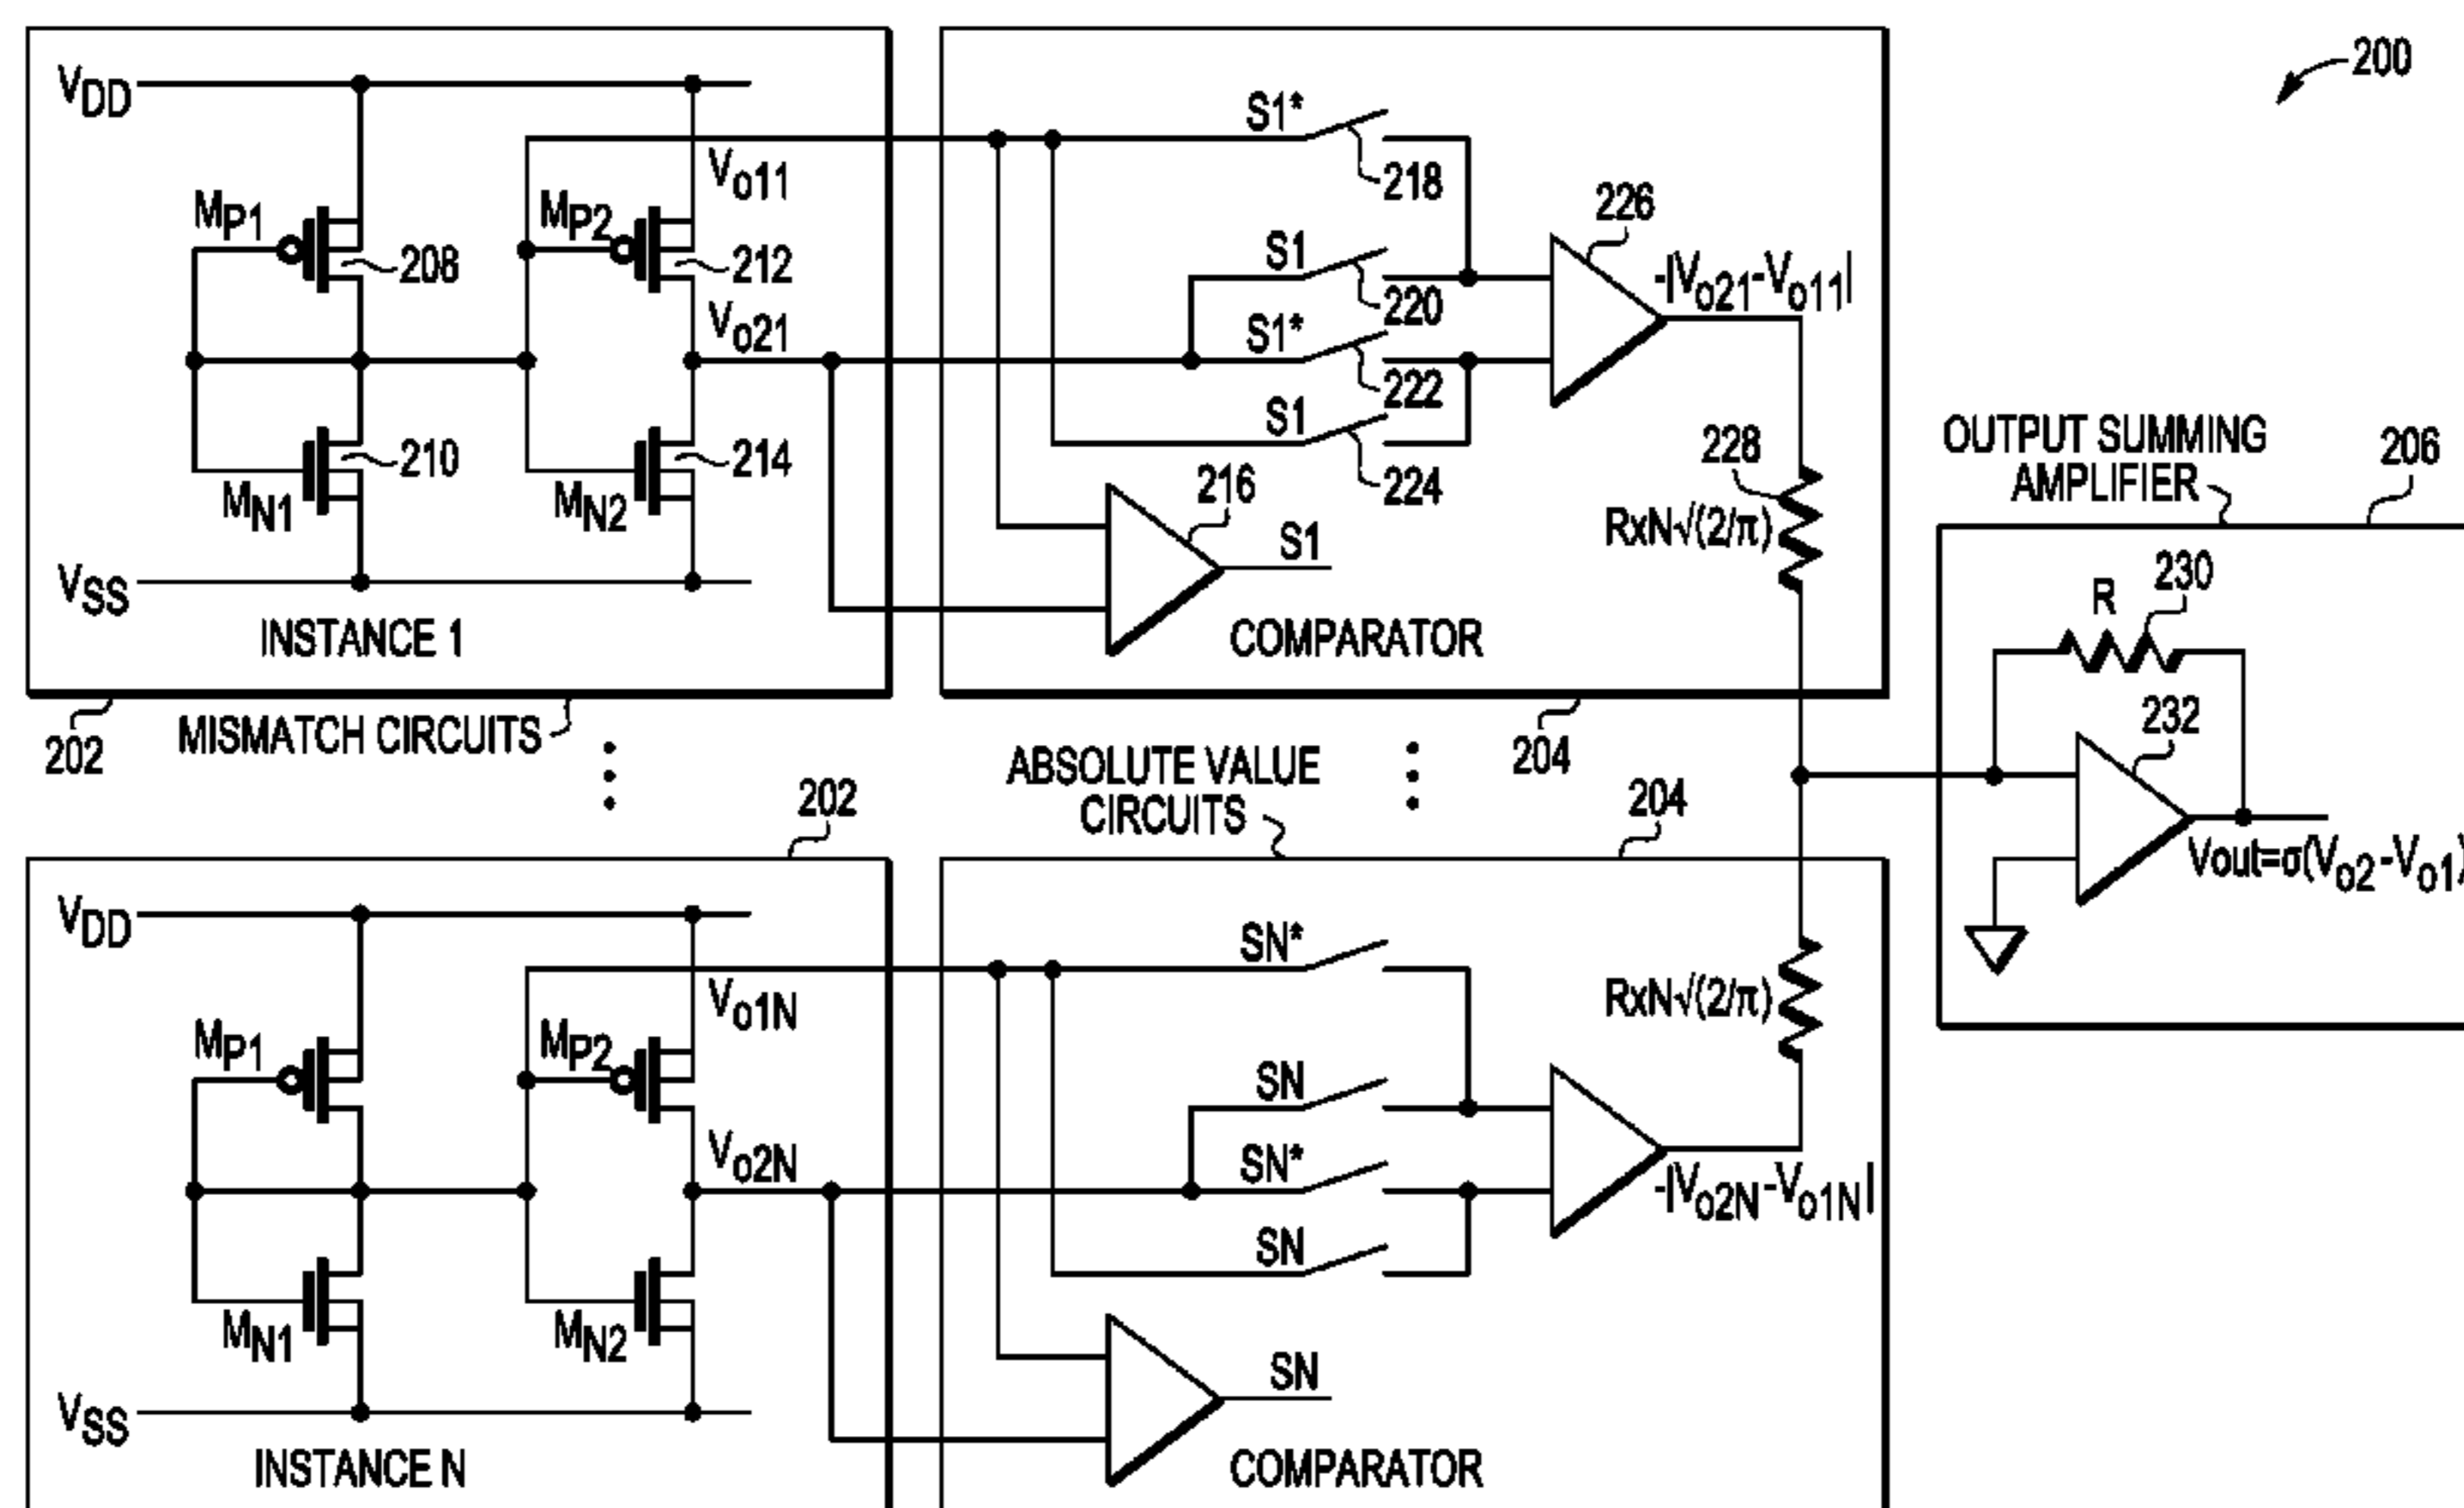 200
VDD
Vo11
S1*
218
MP1
208
MP2
212
S1
220
226
-|Vo21-Vo11|
Vo21
S1*
222
S1
224
MN1
210
MN2
214
216
S1
228
RxN√(2/π)
VSS
INSTANCE 1
COMPARATOR
202
MISMATCH CIRCUITS
204
OUTPUT SUMMING
AMPLIFIER
206
R
230
232
Vout=σ(Vo2-Vo1)
ABSOLUTE VALUE
CIRCUITS
202
204
VDD
Vo1N
SN*
MP1
MP2
SN
RxN√(2/π)
Vo2N
SN*
-|Vo2N-Vo1N|
SN
MN1
MN2
SN
VSS
INSTANCE N
COMPARATOR